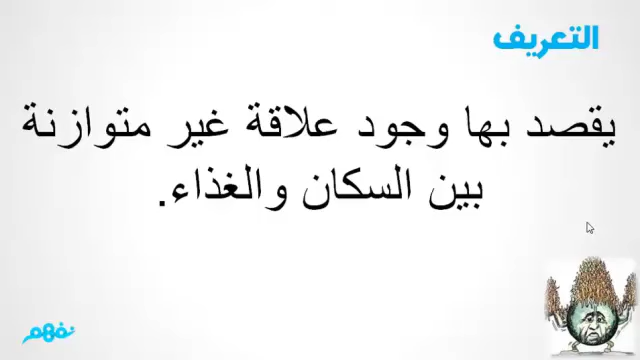 التعريف
يقصد بها وجود علاقة غير متوازنة
بين السكان والغذاء.
نفهم